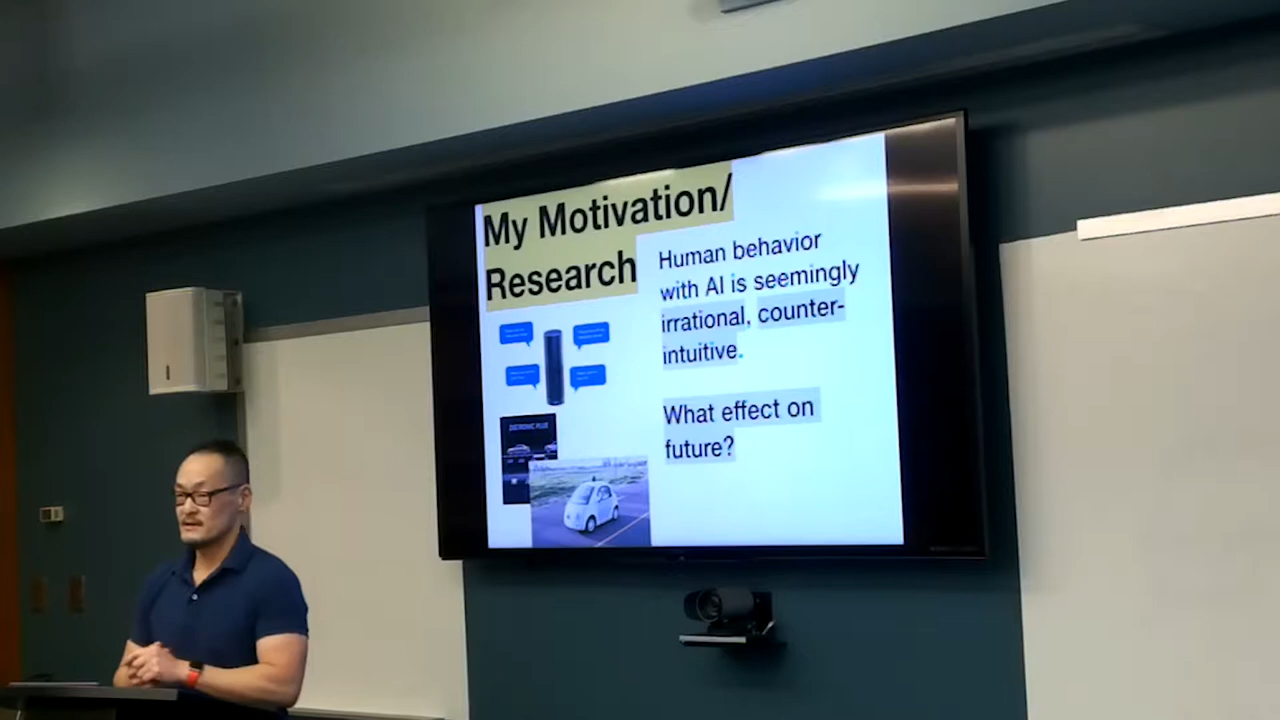 My Motivation/
Research
Human behavior
with AI is seemingly
irrational, counter-
intuitive.
What effect on
future?